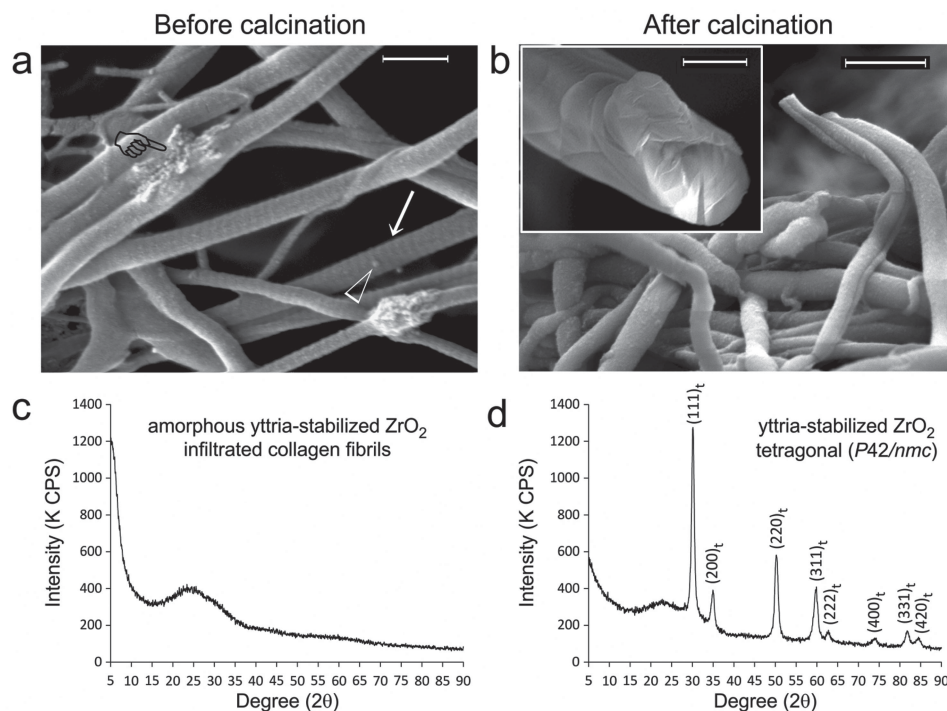 Before calcination
After calcination
a
b
c
amorphous yttria-stabilized ZrO2
infiltrated collagen fibrils
Intensity (K CPS)
1400
1200
1000
800
600
400
200
0
5 10 15 20 25 30 35 40 45 50 55 60 65 70 75 80 85 90
Degree (2θ)
d
yttria-stabilized ZrO2
tetragonal (P42/nmc)
Intensity (K CPS)
1400
1200
1000
800
600
400
200
0
(111)t
(200)t
(220)t
(311)t
(222)t
(400)t
(331)t
(420)t
5 10 15 20 25 30 35 40 45 50 55 60 65 70 75 80 85 90
Degree (2θ)